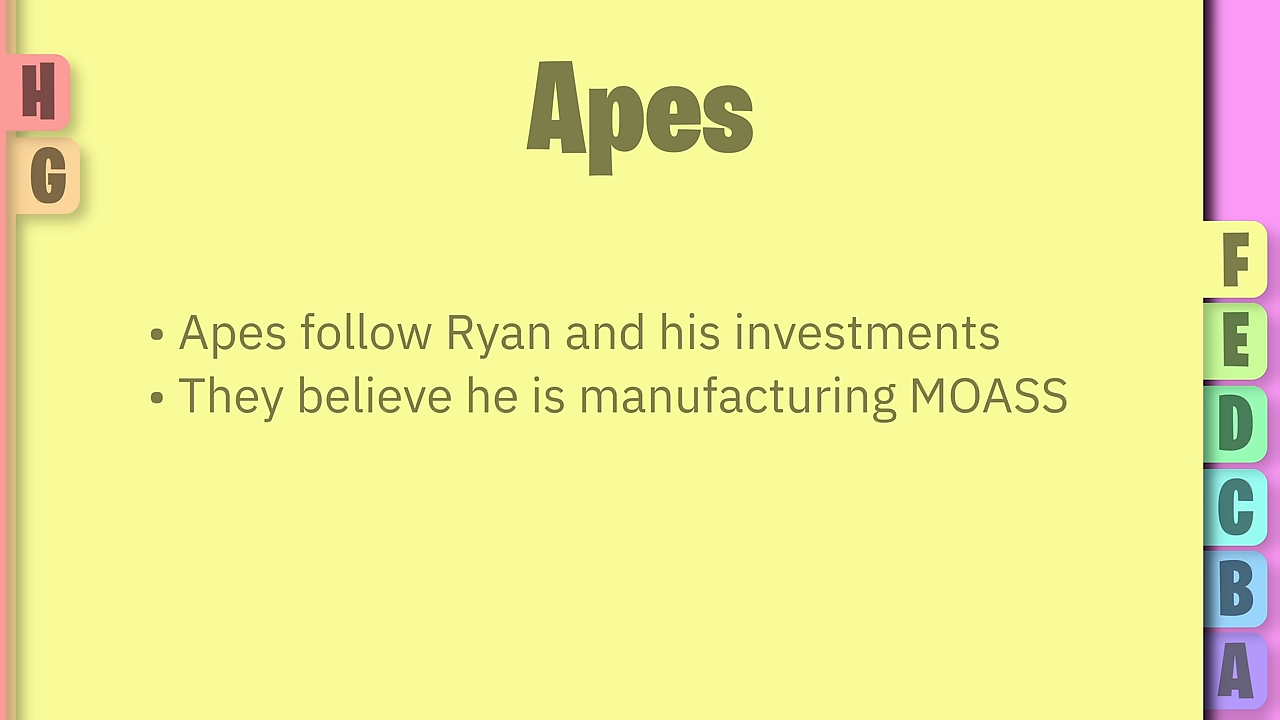 Apes
H
G
• Apes follow Ryan and his investments
• They believe he is manufacturing MOASS
F
E
D
C
B
A